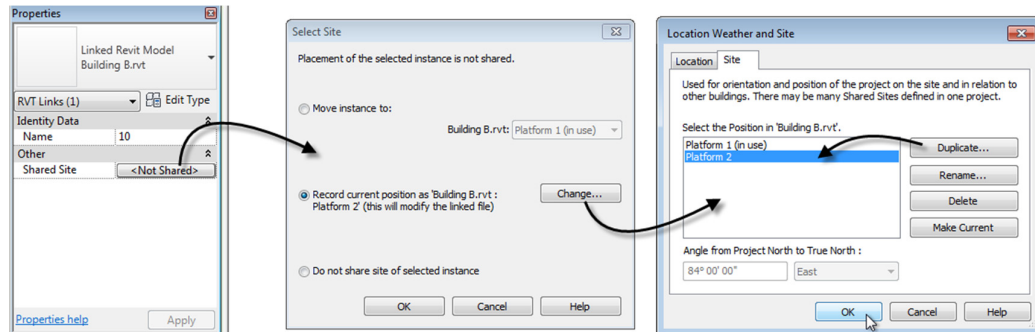 Properties
Linked Revit Model
Building B.rvt
RVT Links (1)
Edit Type
Identity Data
Name 10
Other
Shared Site <Not Shared>
Properties help
Apply
Select Site
Placement of the selected instance is not shared.
Move instance to:
Building B.rvt: Platform 1 (in use)
Record current position as 'Building B.rvt :
Platform 2' (this will modify the linked file)
Change...
Do not share site of selected instance
OK Cancel Help
Location Weather and Site
Location Site
Used for orientation and position of the project on the site and in relation to
other buildings. There may be many Shared Sites defined in one project.
Select the Position in 'Building B.rvt'.
Platform 1 (in use)
Platform 2
Duplicate...
Rename...
Delete
Make Current
Angle from Project North to True North :
84° 00' 00" East
OK Cancel Help